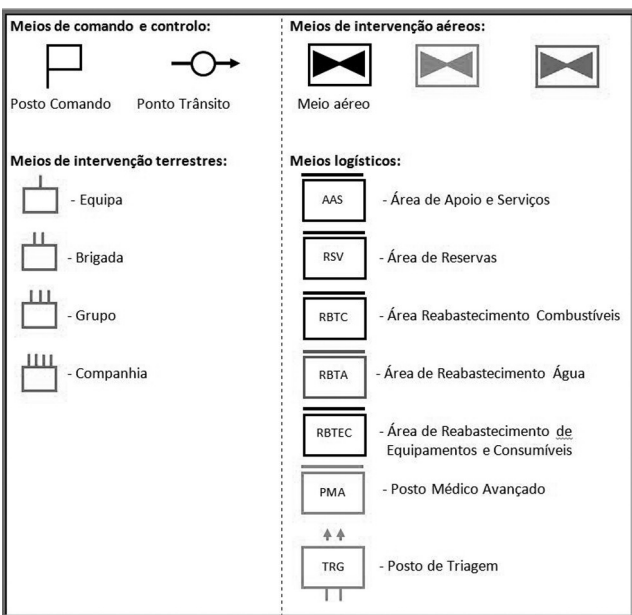 Meios de comando e controlo:
Posto Comando
Ponto Trânsito
Meios de intervenção aéreos:
Meio aéreo
Meios de intervenção terrestres:
- Equipa
- Brigada
- Grupo
- Companhia
Meios logísticos:
AAS - Área de Apoio e Serviços
RSV - Área de Reservas
RBTC - Área Reabastecimento Combustíveis
RBTA - Área de Reabastecimento Água
RBTEC - Área de Reabastecimento de
Equipamentos e Consumíveis
PMA - Posto Médico Avançado
TRG - Posto de Triagem